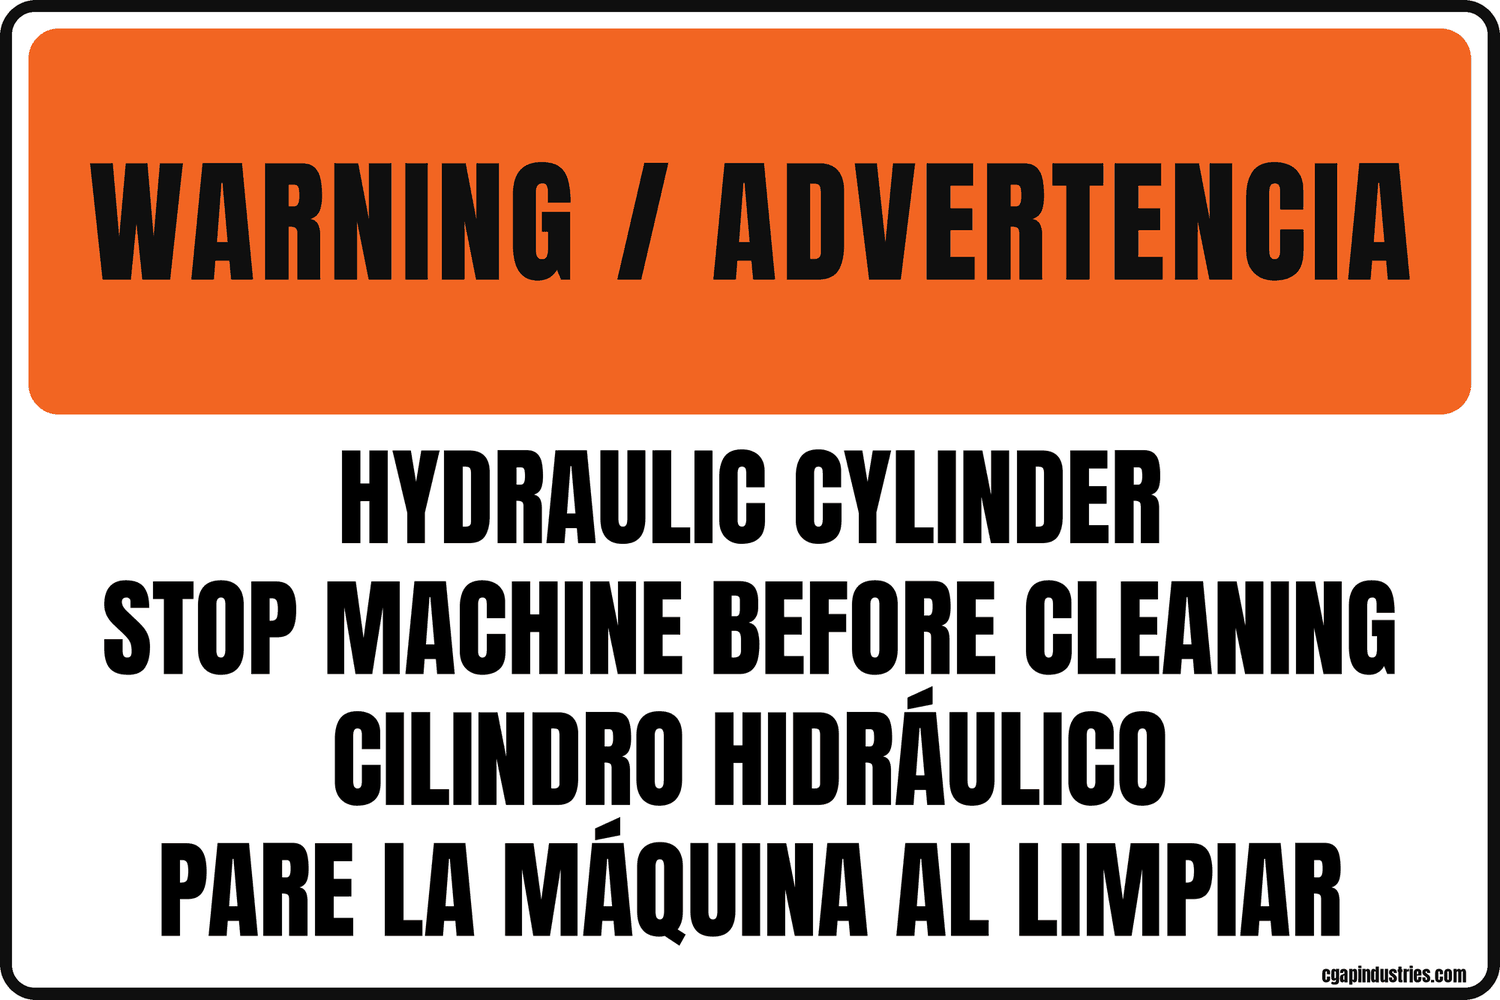 WARNING / ADVERTENCIA
HYDRAULIC CYLINDER
STOP MACHINE BEFORE CLEANING
CILINDRO HIDRÁULICO
PARE LA MÁQUINA AL LIMPIAR
cgapindustries.com